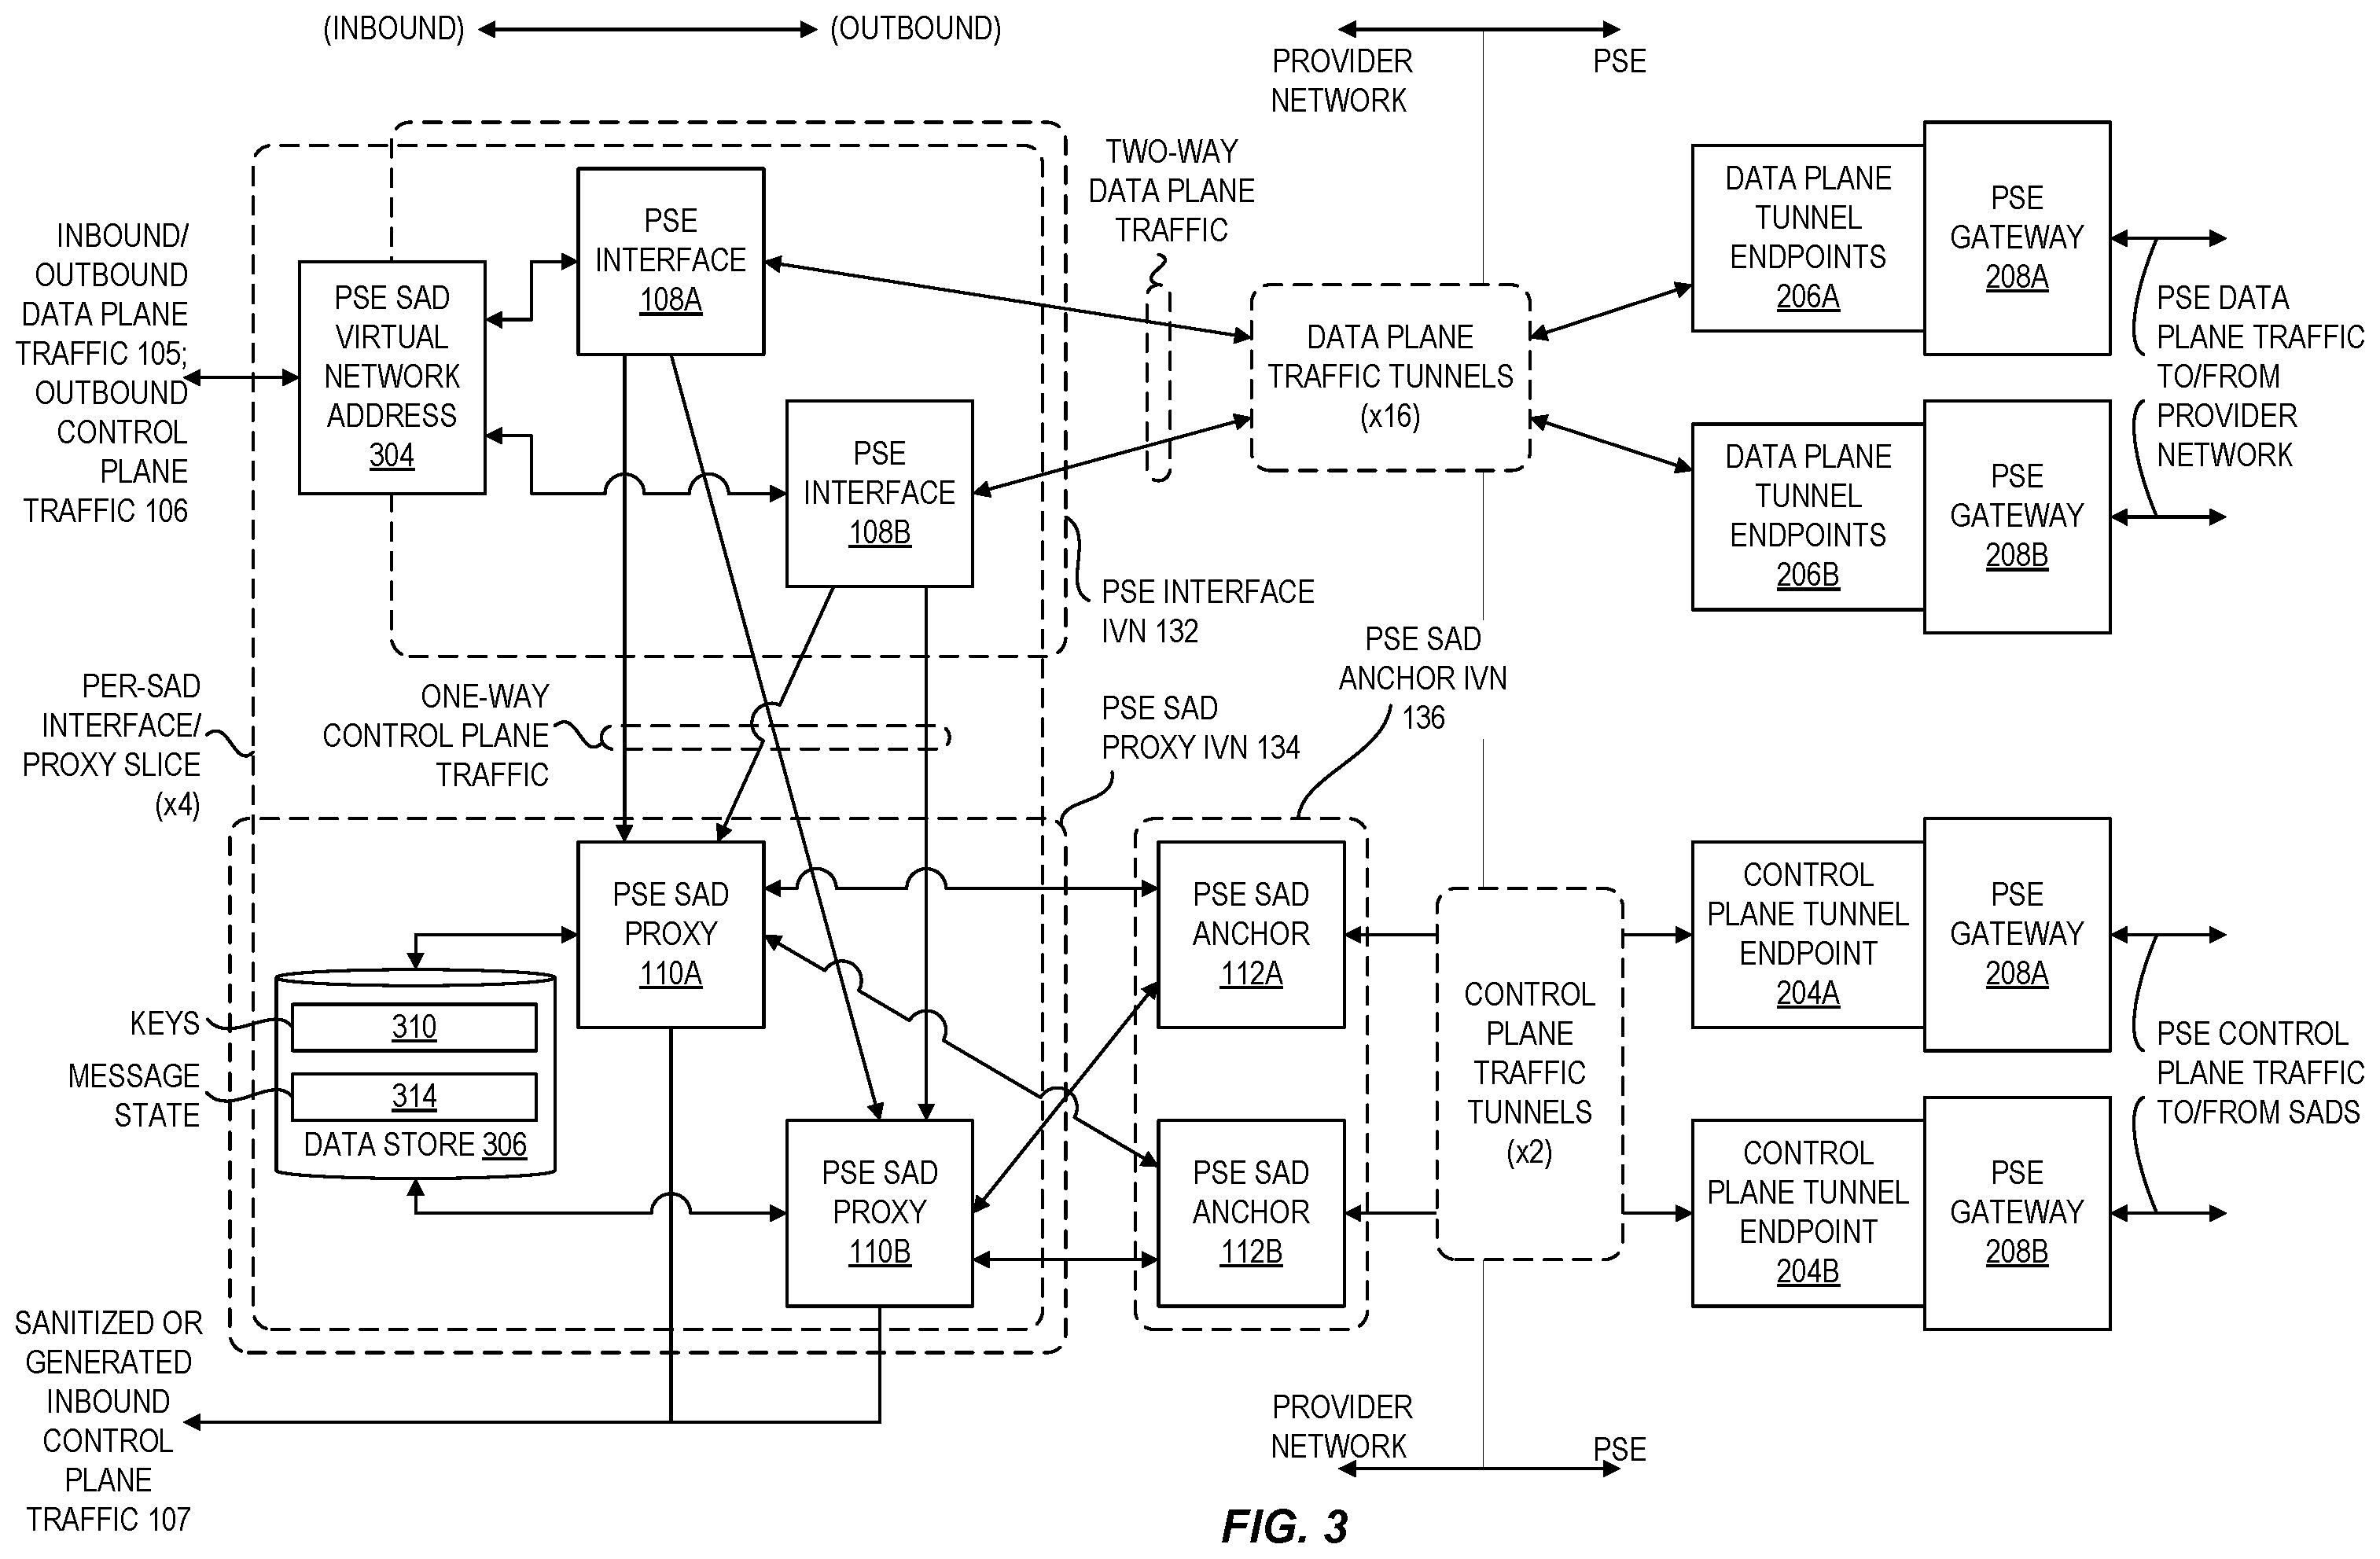 (INBOUND)
(OUTBOUND)
PROVIDER
NETWORK
PSE
INBOUND/
OUTBOUND
DATA PLANE
TRAFFIC 105;
OUTBOUND
CONTROL
PLANE
TRAFFIC 106
PSE SAD
VIRTUAL
NETWORK
ADDRESS
304
PSE
INTERFACE
108A
PSE
INTERFACE
108B
TWO-WAY
DATA PLANE
TRAFFIC
DATA PLANE
TRAFFIC TUNNELS
(x16)
DATA PLANE
TUNNEL
ENDPOINTS
206A
PSE
GATEWAY
208A
DATA PLANE
TUNNEL
ENDPOINTS
206B
PSE
GATEWAY
208B
PSE DATA
PLANE TRAFFIC
TO/FROM
PROVIDER
NETWORK
PSE INTERFACE
IVN 132
PER-SAD
INTERFACE/
PROXY SLICE
(x4)
ONE-WAY
CONTROL PLANE
TRAFFIC
PSE SAD
PROXY IVN 134
PSE SAD
ANCHOR IVN
136
PSE SAD
PROXY
110A
PSE SAD
PROXY
110B
KEYS
310
MESSAGE
STATE
314
DATA STORE 306
PSE SAD
ANCHOR
112A
PSE SAD
ANCHOR
112B
CONTROL
PLANE
TRAFFIC
TUNNELS
(x2)
CONTROL
PLANE TUNNEL
ENDPOINT
204A
PSE
GATEWAY
208A
CONTROL
PLANE TUNNEL
ENDPOINT
204B
PSE
GATEWAY
208B
PSE CONTROL
PLANE TRAFFIC
TO/FROM SADS
SANITIZED OR
GENERATED
INBOUND
CONTROL
PLANE
TRAFFIC 107
PROVIDER
NETWORK
PSE
FIG. 3